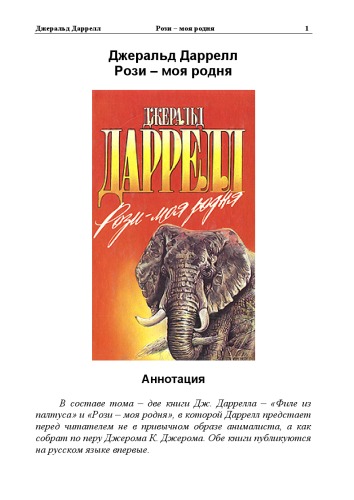 Джеральд Даррелл Рози – моя родня 1
Джеральд Даррелл
Рози – моя родня
ДЖЕРАЛЬД
ДАРРЕЛЛ
Рози-моя родня
Аннотация
В составе тома – две книги Дж. Даррелла – «Филе из
палтуса» и «Рози – моя родня», в которой Даррелл предстает
перед читателем не в привычном образе анималиста, а как
собрат по перу Джерома К. Джерома. Обе книги публикуются
на русском языке впервые.